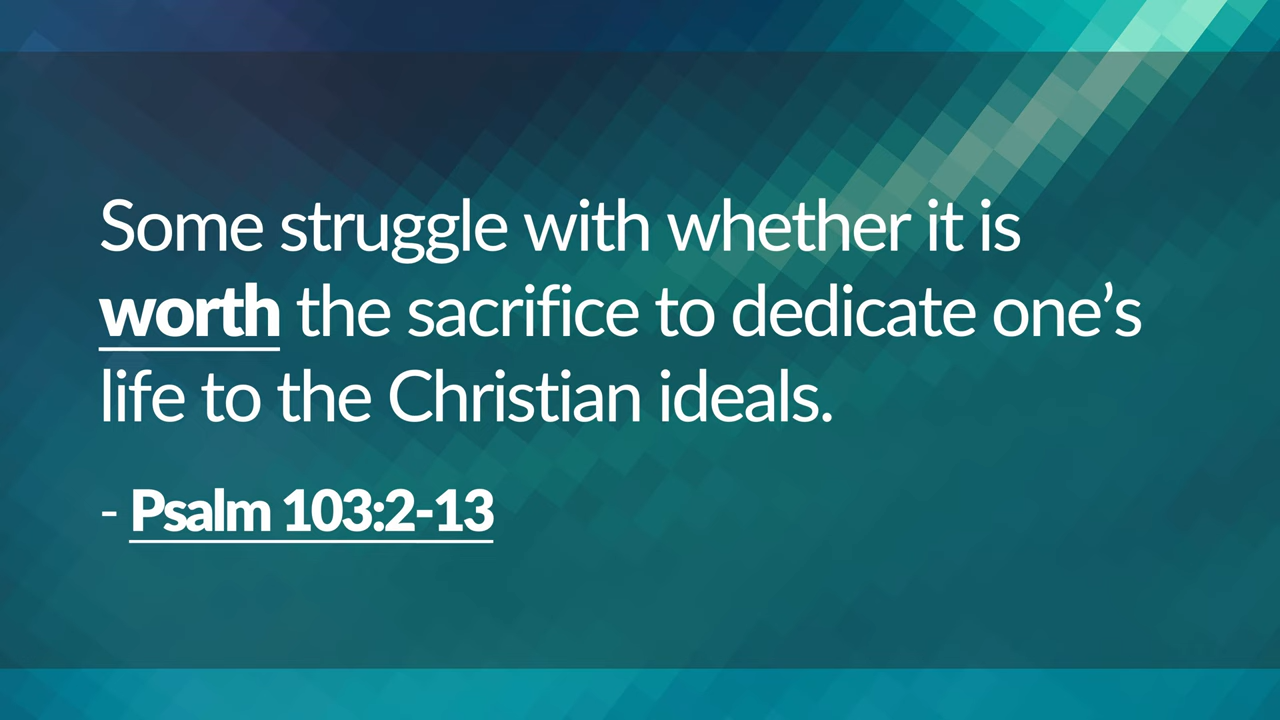 Some struggle with whether it is
worth the sacrifice to dedicate one’s
life to the Christian ideals.
- Psalm 103:2-13